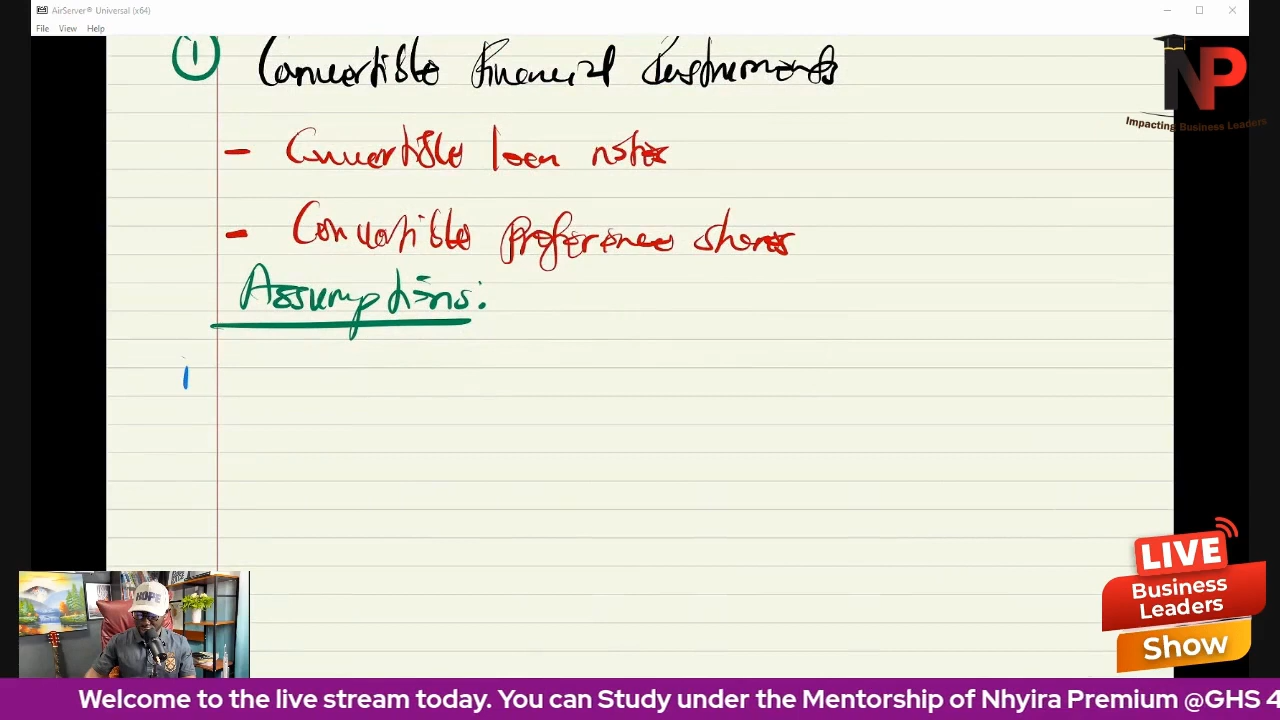 AirServer® Universal (x64)
File View Help
1 Convertible Financial Instruments
NP
Impacting Business Leaders
- Convertible loan notes
- Convertible preference shares
Assumptions:
HOPE
LIVE
Business
Leaders
Show
Welcome to the live stream today. You can Study under the Mentorship of Nhyira Premium @GHS 4